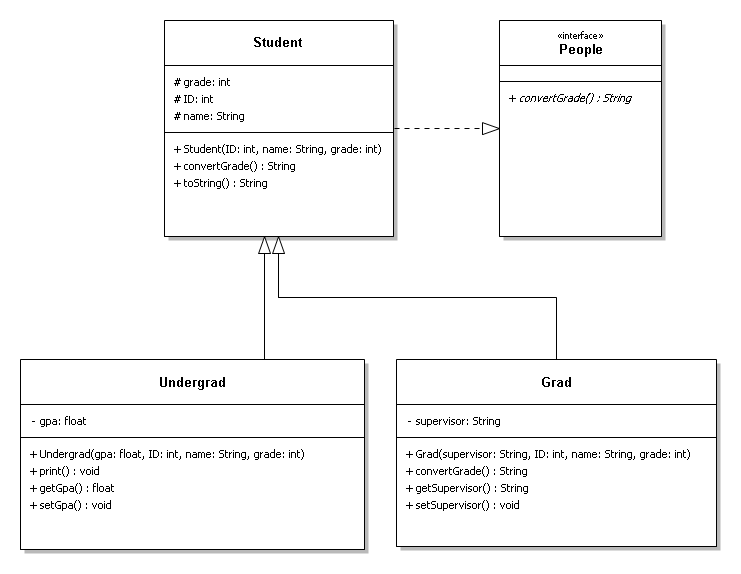 Student
# grade: int
# ID: int
# name: String
+ Student(ID: int, name: String, grade: int)
+ convertGrade() : String
+ toString() : String
«interface»
People
+ convertGrade() : String
Undergrad
- gpa: float
+ Undergrad(gpa: float, ID: int, name: String, grade: int)
+ print() : void
+ getGpa() : float
+ setGpa() : void
Grad
- supervisor: String
+ Grad(supervisor: String, ID: int, name: String, grade: int)
+ convertGrade() : String
+ getSupervisor() : String
+ setSupervisor() : void